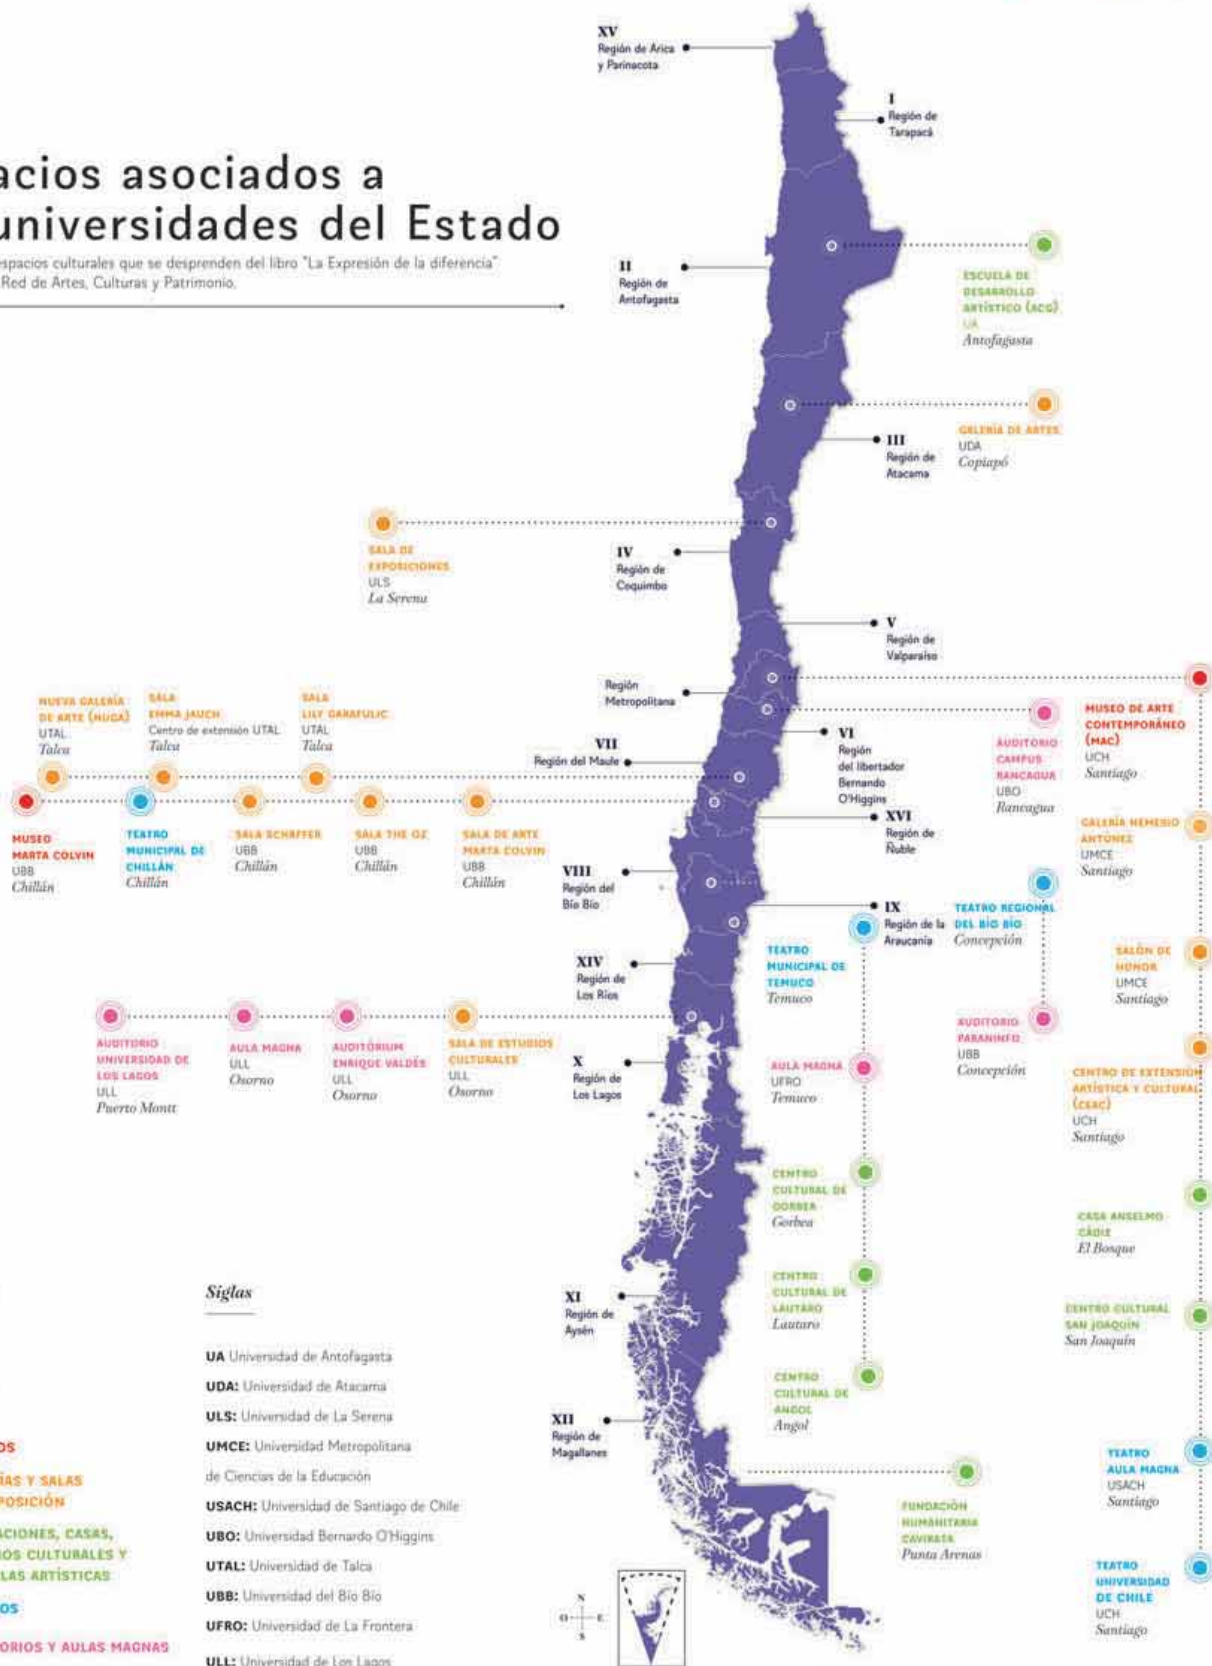 XV
Región de Arica
y Parinacota
I
Región de
Tarapacá
acios asociados a
universidades del Estado
espacios culturales que se desprenden del libro "La Expresión de la diferencia"
Red de Artes, Culturas y Patrimonio.
II
Región de
Antofagasta
ESCUELA DE
DESARROLLO
ARTÍSTICO (ACG)
UA
Antofagasta
GALERÍA DE ARTES
UDA
Copiapó
III
Región de
Atacama
SALA DE
EXPOSICIONES
ULS
La Serena
IV
Región de
Coquimbo
V
Región de
Valparaíso
Región
Metropolitana
NUEVA GALERÍA
DE ARTE (NUGA)
UTAL
Talca
SALA
EMMA JAUCH
Centro de extensión UTAL
Talca
SALA
LILY GARAFULIC
UTAL
Talca
VII
Región del Maule
VI
Región
del libertador
Bernando
O'Higgins
AUDITORIO
CAMPUS
RANCAGUA
UBO
Rancagua
MUSEO DE ARTE
CONTEMPORÁNEO
(MAC)
UCH
Santiago
MUSEO
MARTA COLVIN
UBB
Chillán
TEATRO
MUNICIPAL DE
CHILLÁN
Chillán
SALA SCHAFFER
UBB
Chillán
SALA THE OZ
UBB
Chillán
SALA DE ARTE
MARTA COLVIN
UBB
Chillán
XVI
Región de
Ñuble
GALERÍA NEMESIO
ANTÚNEZ
UMCE
Santiago
VIII
Región del
Bío Bío
IX
Región de la
Araucanía
TEATRO REGIONAL
DEL BÍO BÍO
Concepción
TEATRO
MUNICIPAL DE
TEMUCO
Temuco
SALÓN DE
HONOR
UMCE
Santiago
XIV
Región de
Los Ríos
AUDITORIO
UNIVERSIDAD DE
LOS LAGOS
ULL
Puerto Montt
AULA MAGNA
ULL
Osorno
AUDITÓRIUM
ENRIQUE VALDÉS
ULL
Osorno
SALA DE ESTUDIOS
CULTURALES
ULL
Osorno
X
Región de
Los Lagos
AULA MAGNA
UFRO
Temuco
AUDITORIO
PARANINFO
UBB
Concepción
CENTRO DE EXTENSIÓN
ARTÍSTICA Y CULTURAL
(CEAC)
UCH
Santiago
CENTRO
CULTURAL DE
GORBEA
Gorbea
CASA ANSELMO
CÁDIZ
El Bosque
CENTRO
CULTURAL DE
LAUTARO
Lautaro
CENTRO CULTURAL
SAN JOAQUÍN
San Joaquín
XI
Región de
Aysén
CENTRO
CULTURAL DE
ANGOL
Angol
XII
Región de
Magallanes
TEATRO
AULA MAGNA
USACH
Santiago
FUNDACIÓN
HUMANITARIA
CAVIRATA
Punta Arenas
TEATRO
UNIVERSIDAD
DE CHILE
UCH
Santiago
OS
ÍAS Y SALAS
POSICIÓN
ACIONES, CASAS,
OS CULTURALES Y
LAS ARTÍSTICAS
OS
ORIOS Y AULAS MAGNAS
Siglas
UA Universidad de Antofagasta
UDA: Universidad de Atacama
ULS: Universidad de La Serena
UMCE: Universidad Metropolitana
de Ciencias de la Educación
USACH: Universidad de Santiago de Chile
UBO: Universidad Bernardo O'Higgins
UTAL: Universidad de Talca
UBB: Universidad del Bío Bío
UFRO: Universidad de La Frontera
ULL: Universidad de Los Lagos
N
O E
S